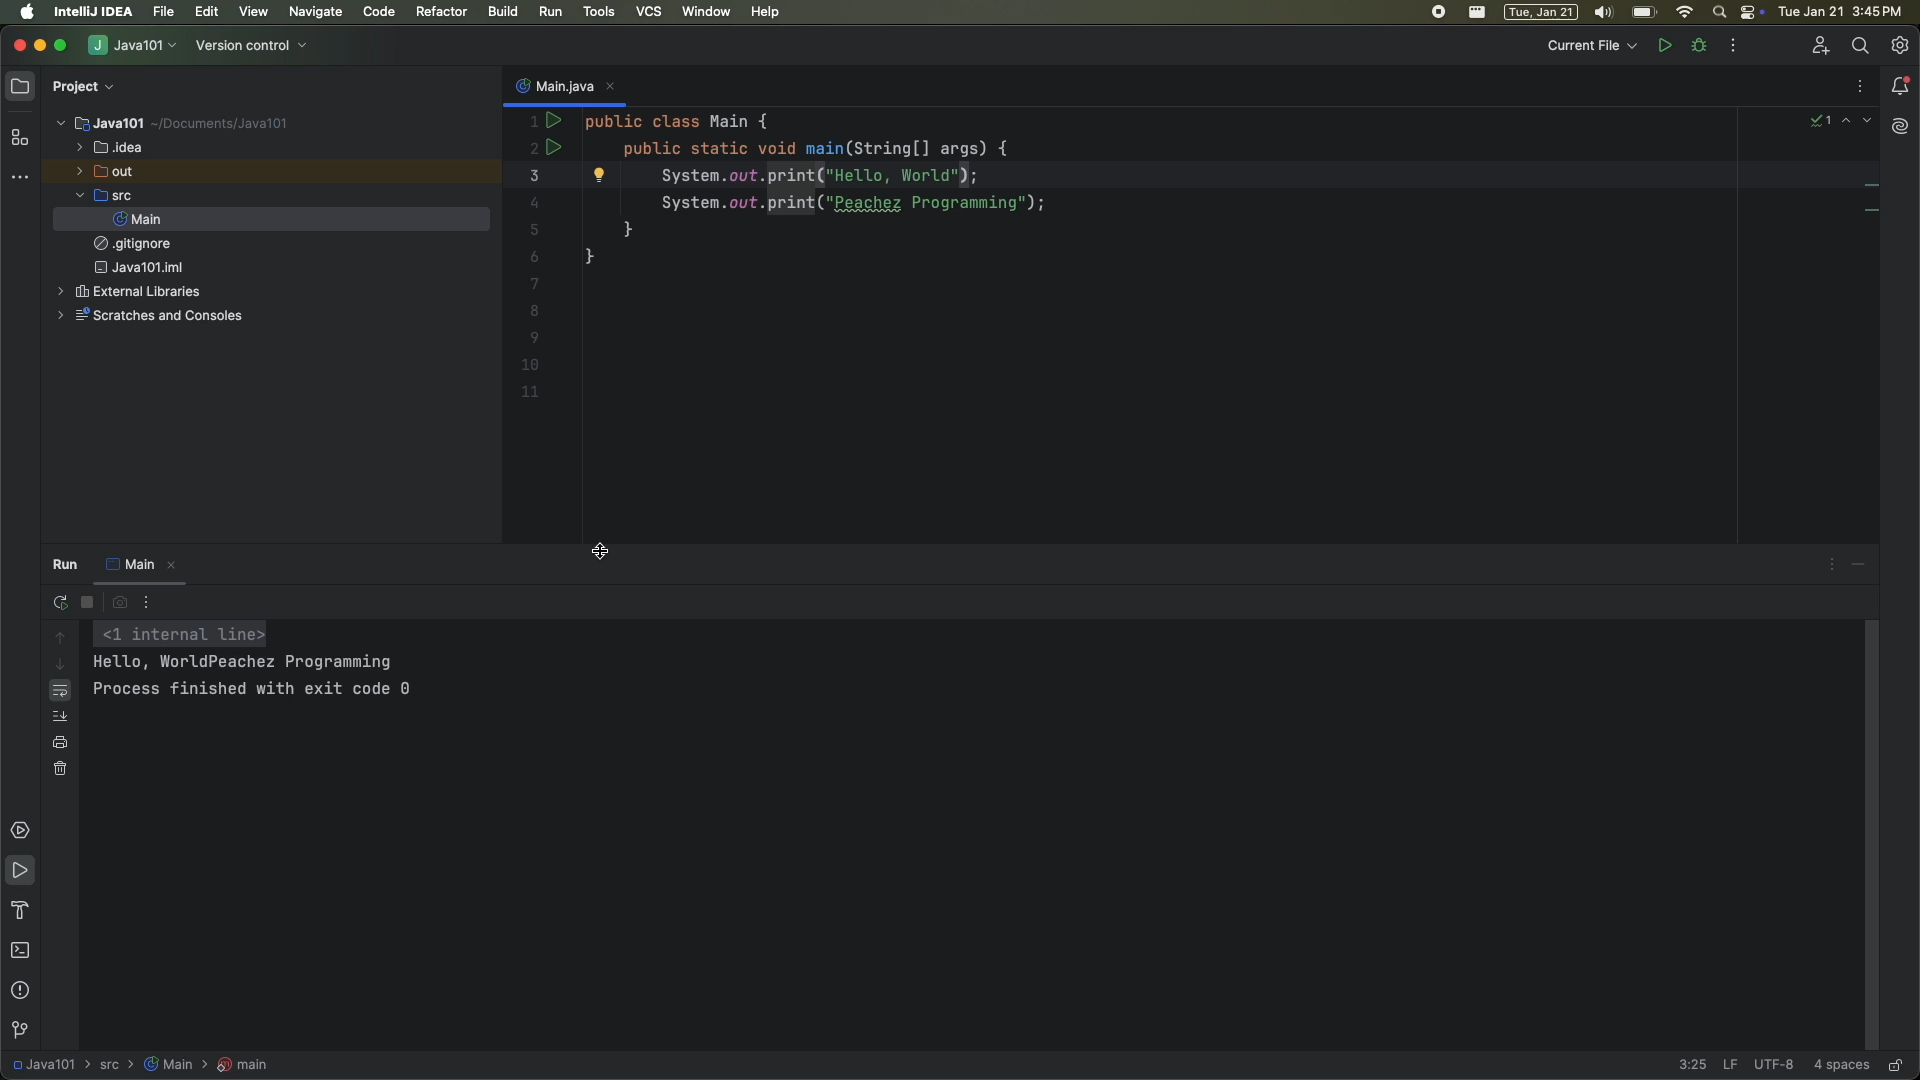 IntelliJ IDEA File Edit View Navigate Code Refactor Build Run Tools VCS Window Help Tue, Jan 21 Tue Jan 21 3:45 PM
J Java101 Version control Current File
Project
Main.java
Java101 ~/Documents/Java101
.idea
out
src
Main
.gitignore
Java101.iml
External Libraries
Scratches and Consoles
1 public class Main {
2 public static void main(String[] args) {
3 System.out.print("Hello, World");
4 System.out.print("Peachez Programming");
5 }
6 }
7
8
9
10
11
1
Run Main
<1 internal line>
Hello, WorldPeachez Programming
Process finished with exit code 0
Java101 > src > Main > main 3:25 LF UTF-8 4 spaces